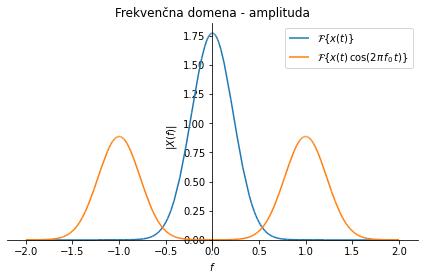 Frekvenčna domena - amplituda
ℱ{x(t)}
ℱ{x(t) cos(2π f₀ t)}
|X(f)|
1.75
1.50
1.25
1.00
0.75
0.50
0.25
0.00
−2.0 −1.5 −1.0 −0.5 0.0 0.5 1.0 1.5 2.0
f